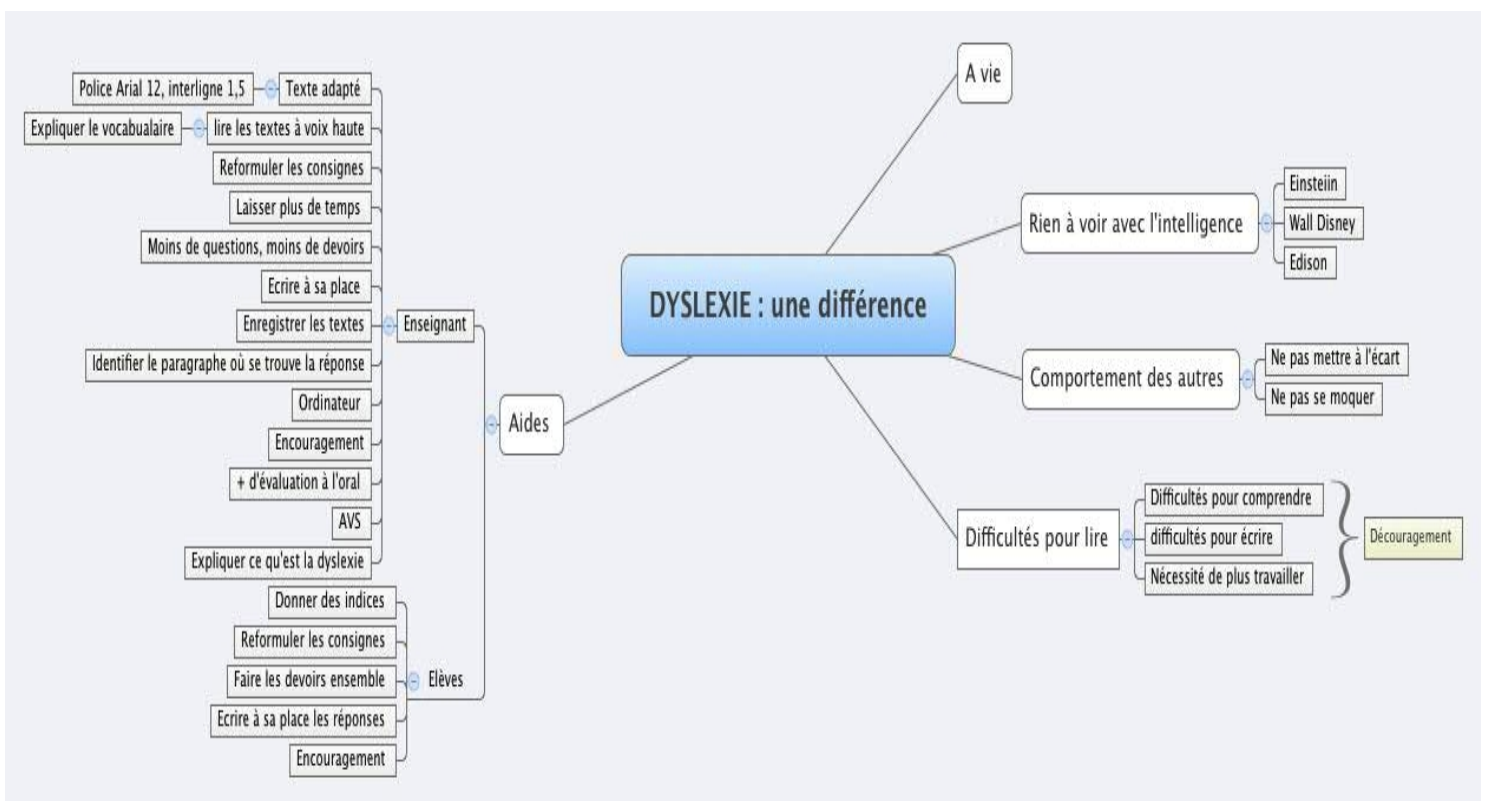 DYSLEXIE : une différence
A vie
Rien à voir avec l'intelligence
Einsteiin
Wall Disney
Edison
Comportement des autres
Ne pas mettre à l'écart
Ne pas se moquer
Difficultés pour lire
Difficultés pour comprendre
difficultés pour écrire
Nécessité de plus travailler
Découragement
Aides
Enseignant
Texte adapté
Police Arial 12, interligne 1,5
lire les textes à voix haute
Expliquer le vocabualaire
Reformuler les consignes
Laisser plus de temps
Moins de questions, moins de devoirs
Ecrire à sa place
Enregistrer les textes
Identifier le paragraphe où se trouve la réponse
Ordinateur
Encouragement
+ d'évaluation à l'oral
AVS
Expliquer ce qu'est la dyslexie
Elèves
Donner des indices
Reformuler les consignes
Faire les devoirs ensemble
Ecrire à sa place les réponses
Encouragement